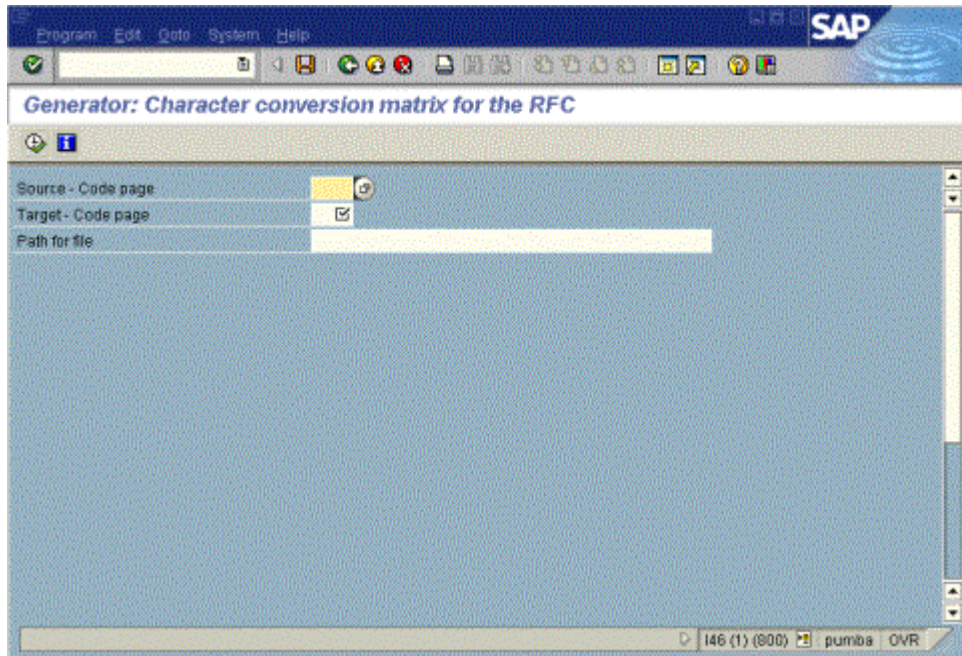 Program Edit Goto System Help
SAP
Generator: Character conversion matrix for the RFC
Source - Code page
Target - Code page
Path for file
I46 (1) (800) pumba OVR